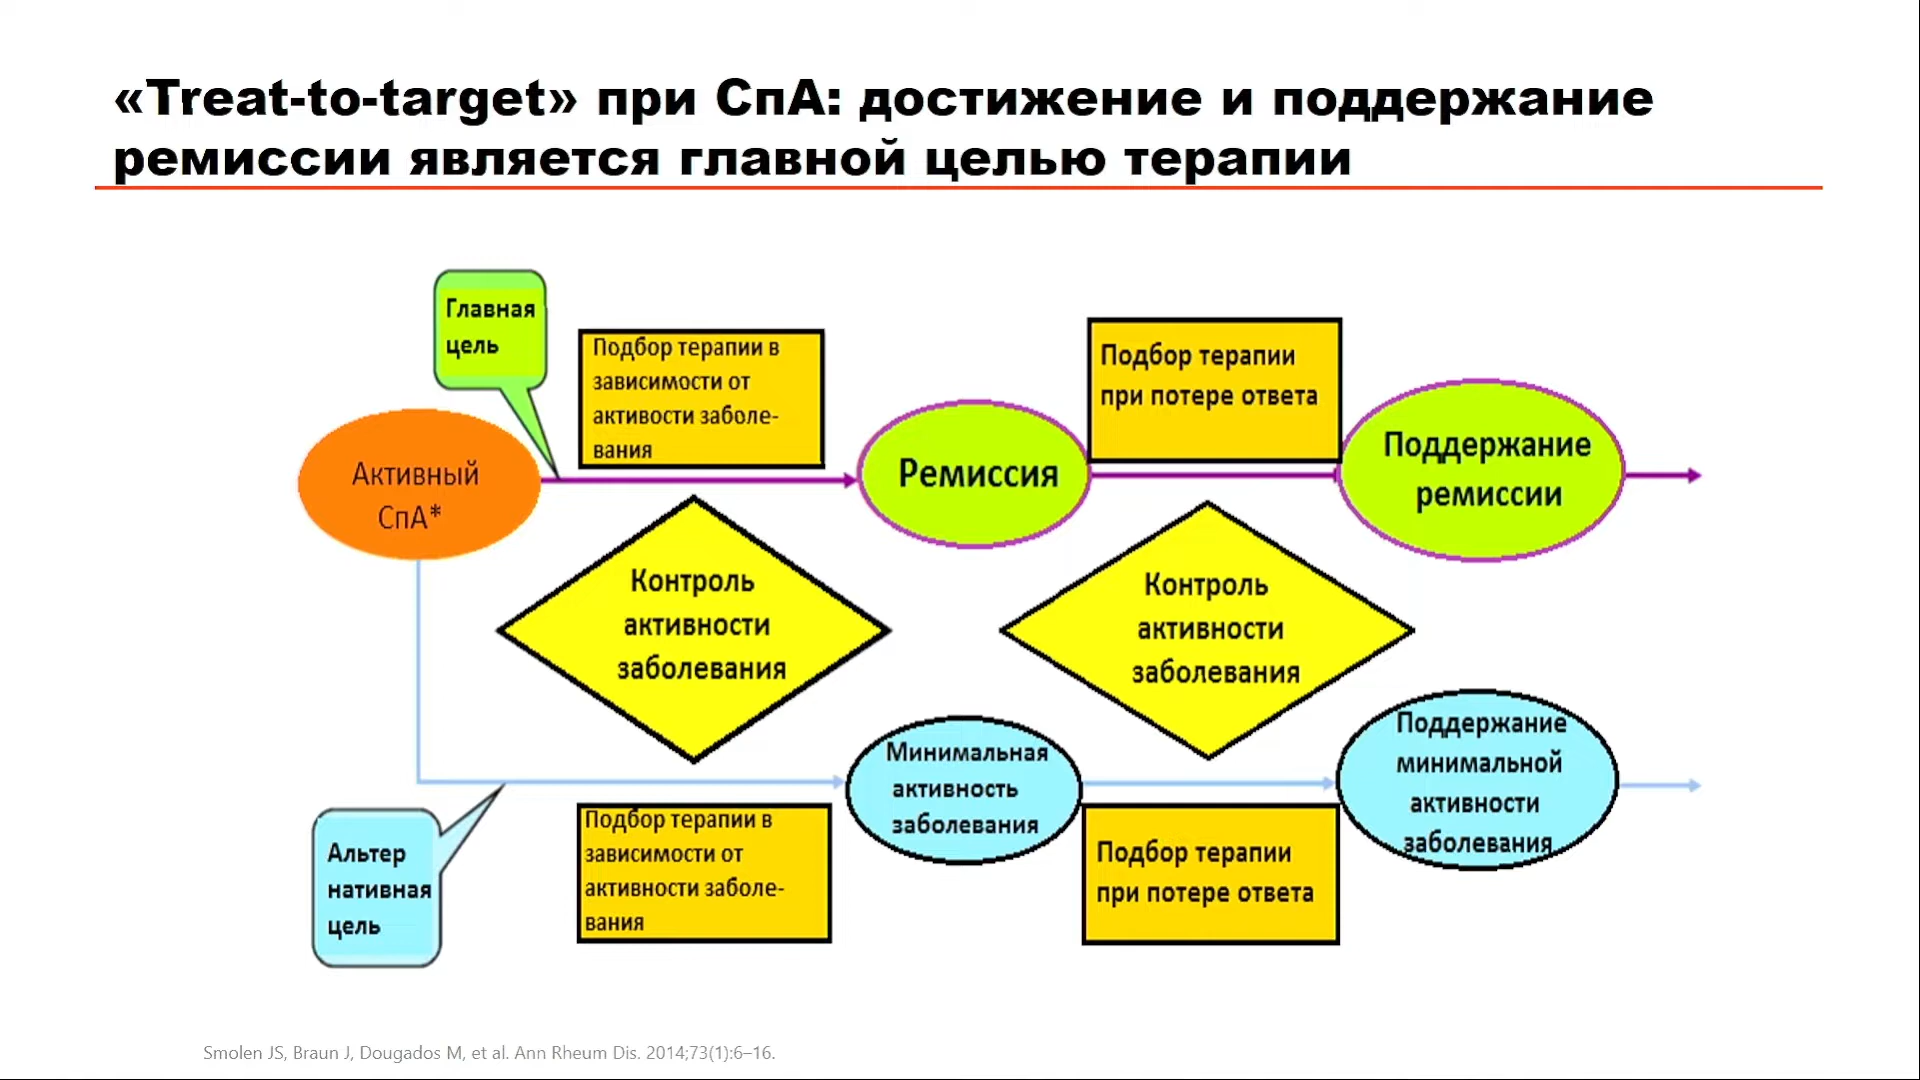 «Treat-to-target» при СпА: достижение и поддержание
ремиссии является главной целью терапии
Главная
цель
Подбор терапии в
зависимости от
активости заболе-
вания
Подбор терапии
при потере ответа
Активный
СпА*
Ремиссия
Поддержание
ремиссии
Контроль
активности
заболевания
Контроль
активности
заболевания
Минимальная
активность
заболевания
Поддержание
минимальной
активности
заболевания
Альтер
нативная
цель
Подбор терапии в
зависимости от
активности заболе-
вания
Подбор терапии
при потере ответа
Smolen JS, Braun J, Dougados M, et al. Ann Rheum Dis. 2014;73(1):6–16.